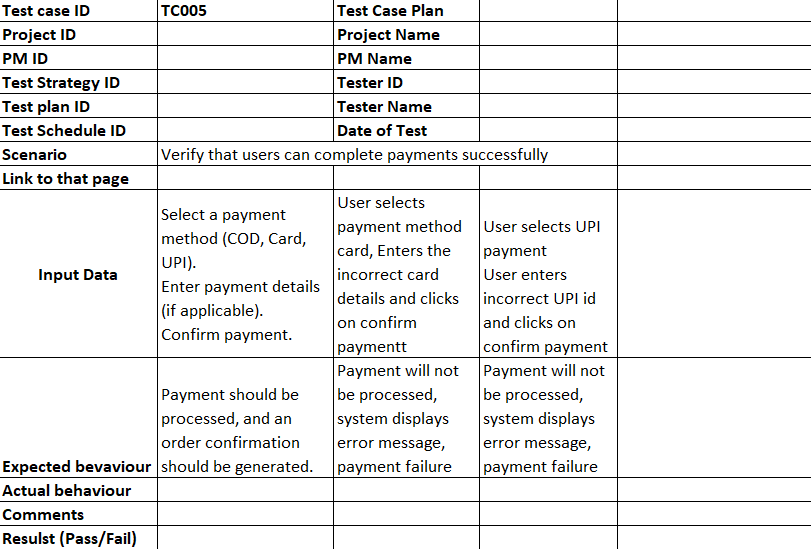 Test case ID TC005 Test Case Plan
Project ID Project Name
PM ID PM Name
Test Strategy ID Tester ID
Test plan ID Tester Name
Test Schedule ID Date of Test
Scenario Verify that users can complete payments successfully
Link to that page
Input Data
Select a payment
method (COD, Card,
UPI).
Enter payment details
(if applicable).
Confirm payment.
User selects
payment method
card, Enters the
incorrect card
details and clicks
on confirm
paymentt
User selects UPI
payment
User enters
incorrect UPI id
and clicks on
confirm payment
Expected bevaviour
Payment should be
processed, and an
order confirmation
should be generated.
Payment will not
be processed,
system displays
error message,
payment failure
Payment will not
be processed,
system displays
error message,
payment failure
Actual behaviour
Comments
Resulst (Pass/Fail)